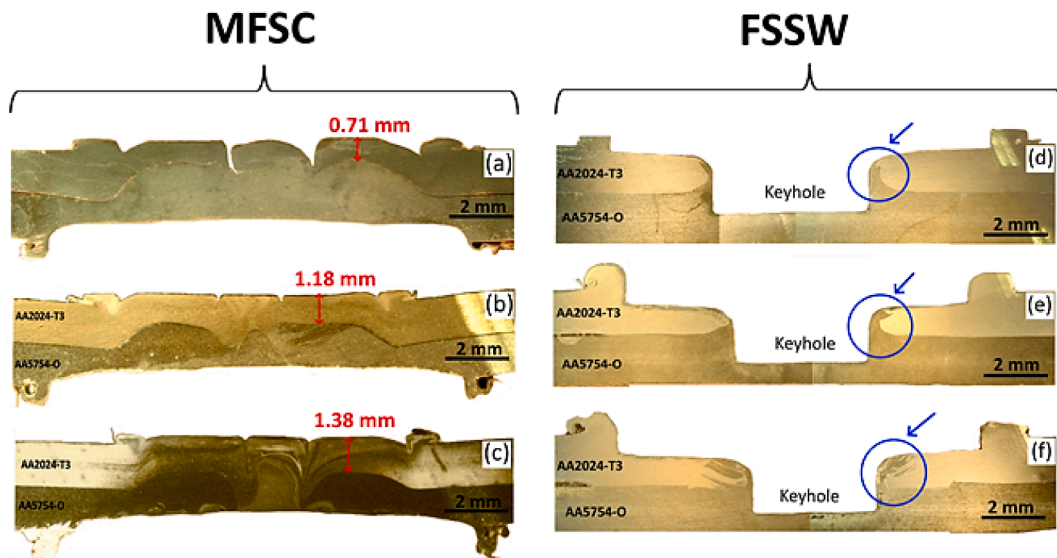 MFSC
FSSW
0.71 mm
(a)
2 mm
1.18 mm
(b)
AA2024-T3
AA5754-O
2 mm
1.38 mm
(c)
AA2024-T3
AA5754-O
2 mm
(d)
AA2024-T3
Keyhole
AA5754-O
2 mm
(e)
AA2024-T3
Keyhole
AA5754-O
2 mm
(f)
AA2024-T3
Keyhole
AA5754-O
2 mm